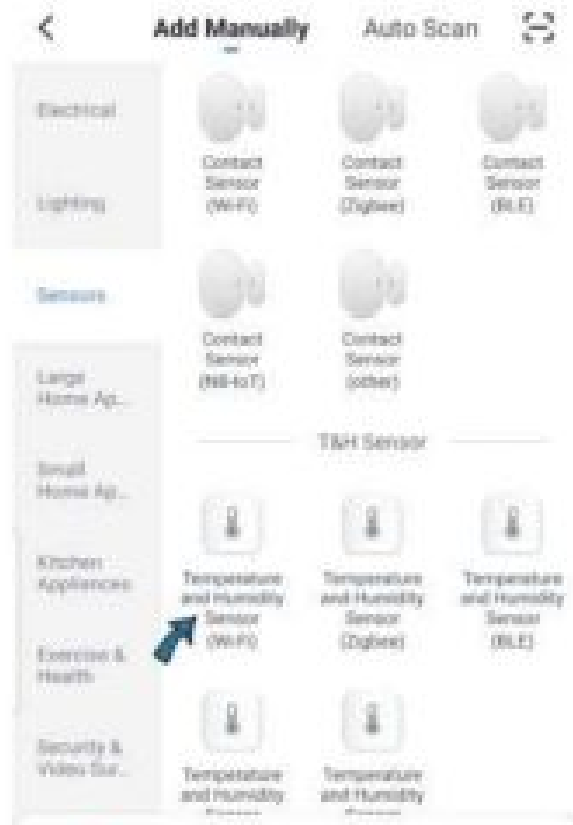 Add Manually Auto Scan
Electrical
Lighting
Sensors
Large
Home Ap...
Small
Home Ap...
Kitchen
Appliances
Exercise &
Health
Security &
Video Sur...
Contact
Sensor
(Wi-Fi)
Contact
Sensor
(Zigbee)
Contact
Sensor
(BLE)
Contact
Sensor
(NB-IoT)
Contact
Sensor
(other)
T&H Sensor
Temperature
and Humidity
Sensor
(Wi-Fi)
Temperature
and Humidity
Sensor
(Zigbee)
Temperature
and Humidity
Sensor
(BLE)
Temperature
and Humidity
Temperature
and Humidity